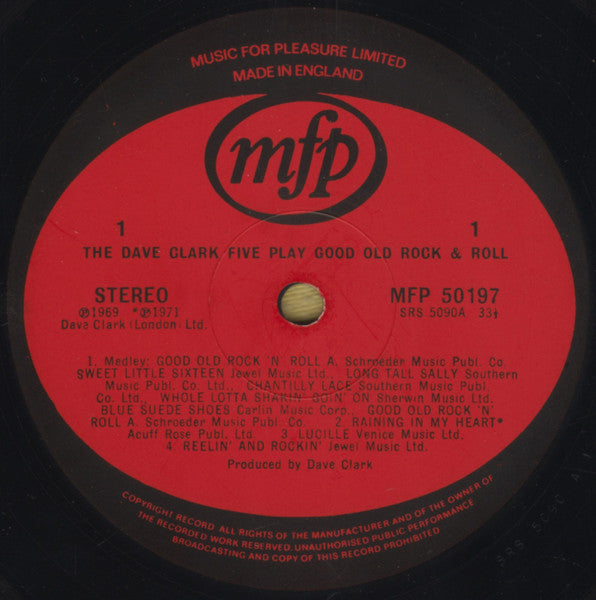 MUSIC FOR PLEASURE LIMITED
MADE IN ENGLAND
mfp
1 1
THE DAVE CLARK FIVE PLAY GOOD OLD ROCK & ROLL
STEREO MFP 50197
℗1969 *℗1971 SRS 5090A 33⅓
Dave Clark (London) Ltd.
1. Medley: GOOD OLD ROCK 'N' ROLL A. Schroeder Music Publ. Co.
SWEET LITTLE SIXTEEN Jewel Music Ltd., LONG TALL SALLY Southern
Music Publ. Co. Ltd., CHANTILLY LACE Southern Music Publ.
Co. Ltd., WHOLE LOTTA SHAKIN' GOIN' ON Sherwin Music Ltd.,
BLUE SUEDE SHOES Carlin Music Corp., GOOD OLD ROCK 'N'
ROLL A. Schroeder Music Publ. Co. 2. RAINING IN MY HEART*
Acuff Rose Publ. Ltd. 3. LUCILLE Venice Music Ltd.
4. REELIN' AND ROCKIN' Jewel Music Ltd.
Produced by Dave Clark
COPYRIGHT RECORD ALL RIGHTS OF THE MANUFACTURER AND OF THE OWNER OF
THE RECORDED WORK RESERVED. UNAUTHORISED PUBLIC PERFORMANCE
BROADCASTING AND COPY OF THIS RECORD PROHIBITED
SRS 5090 A